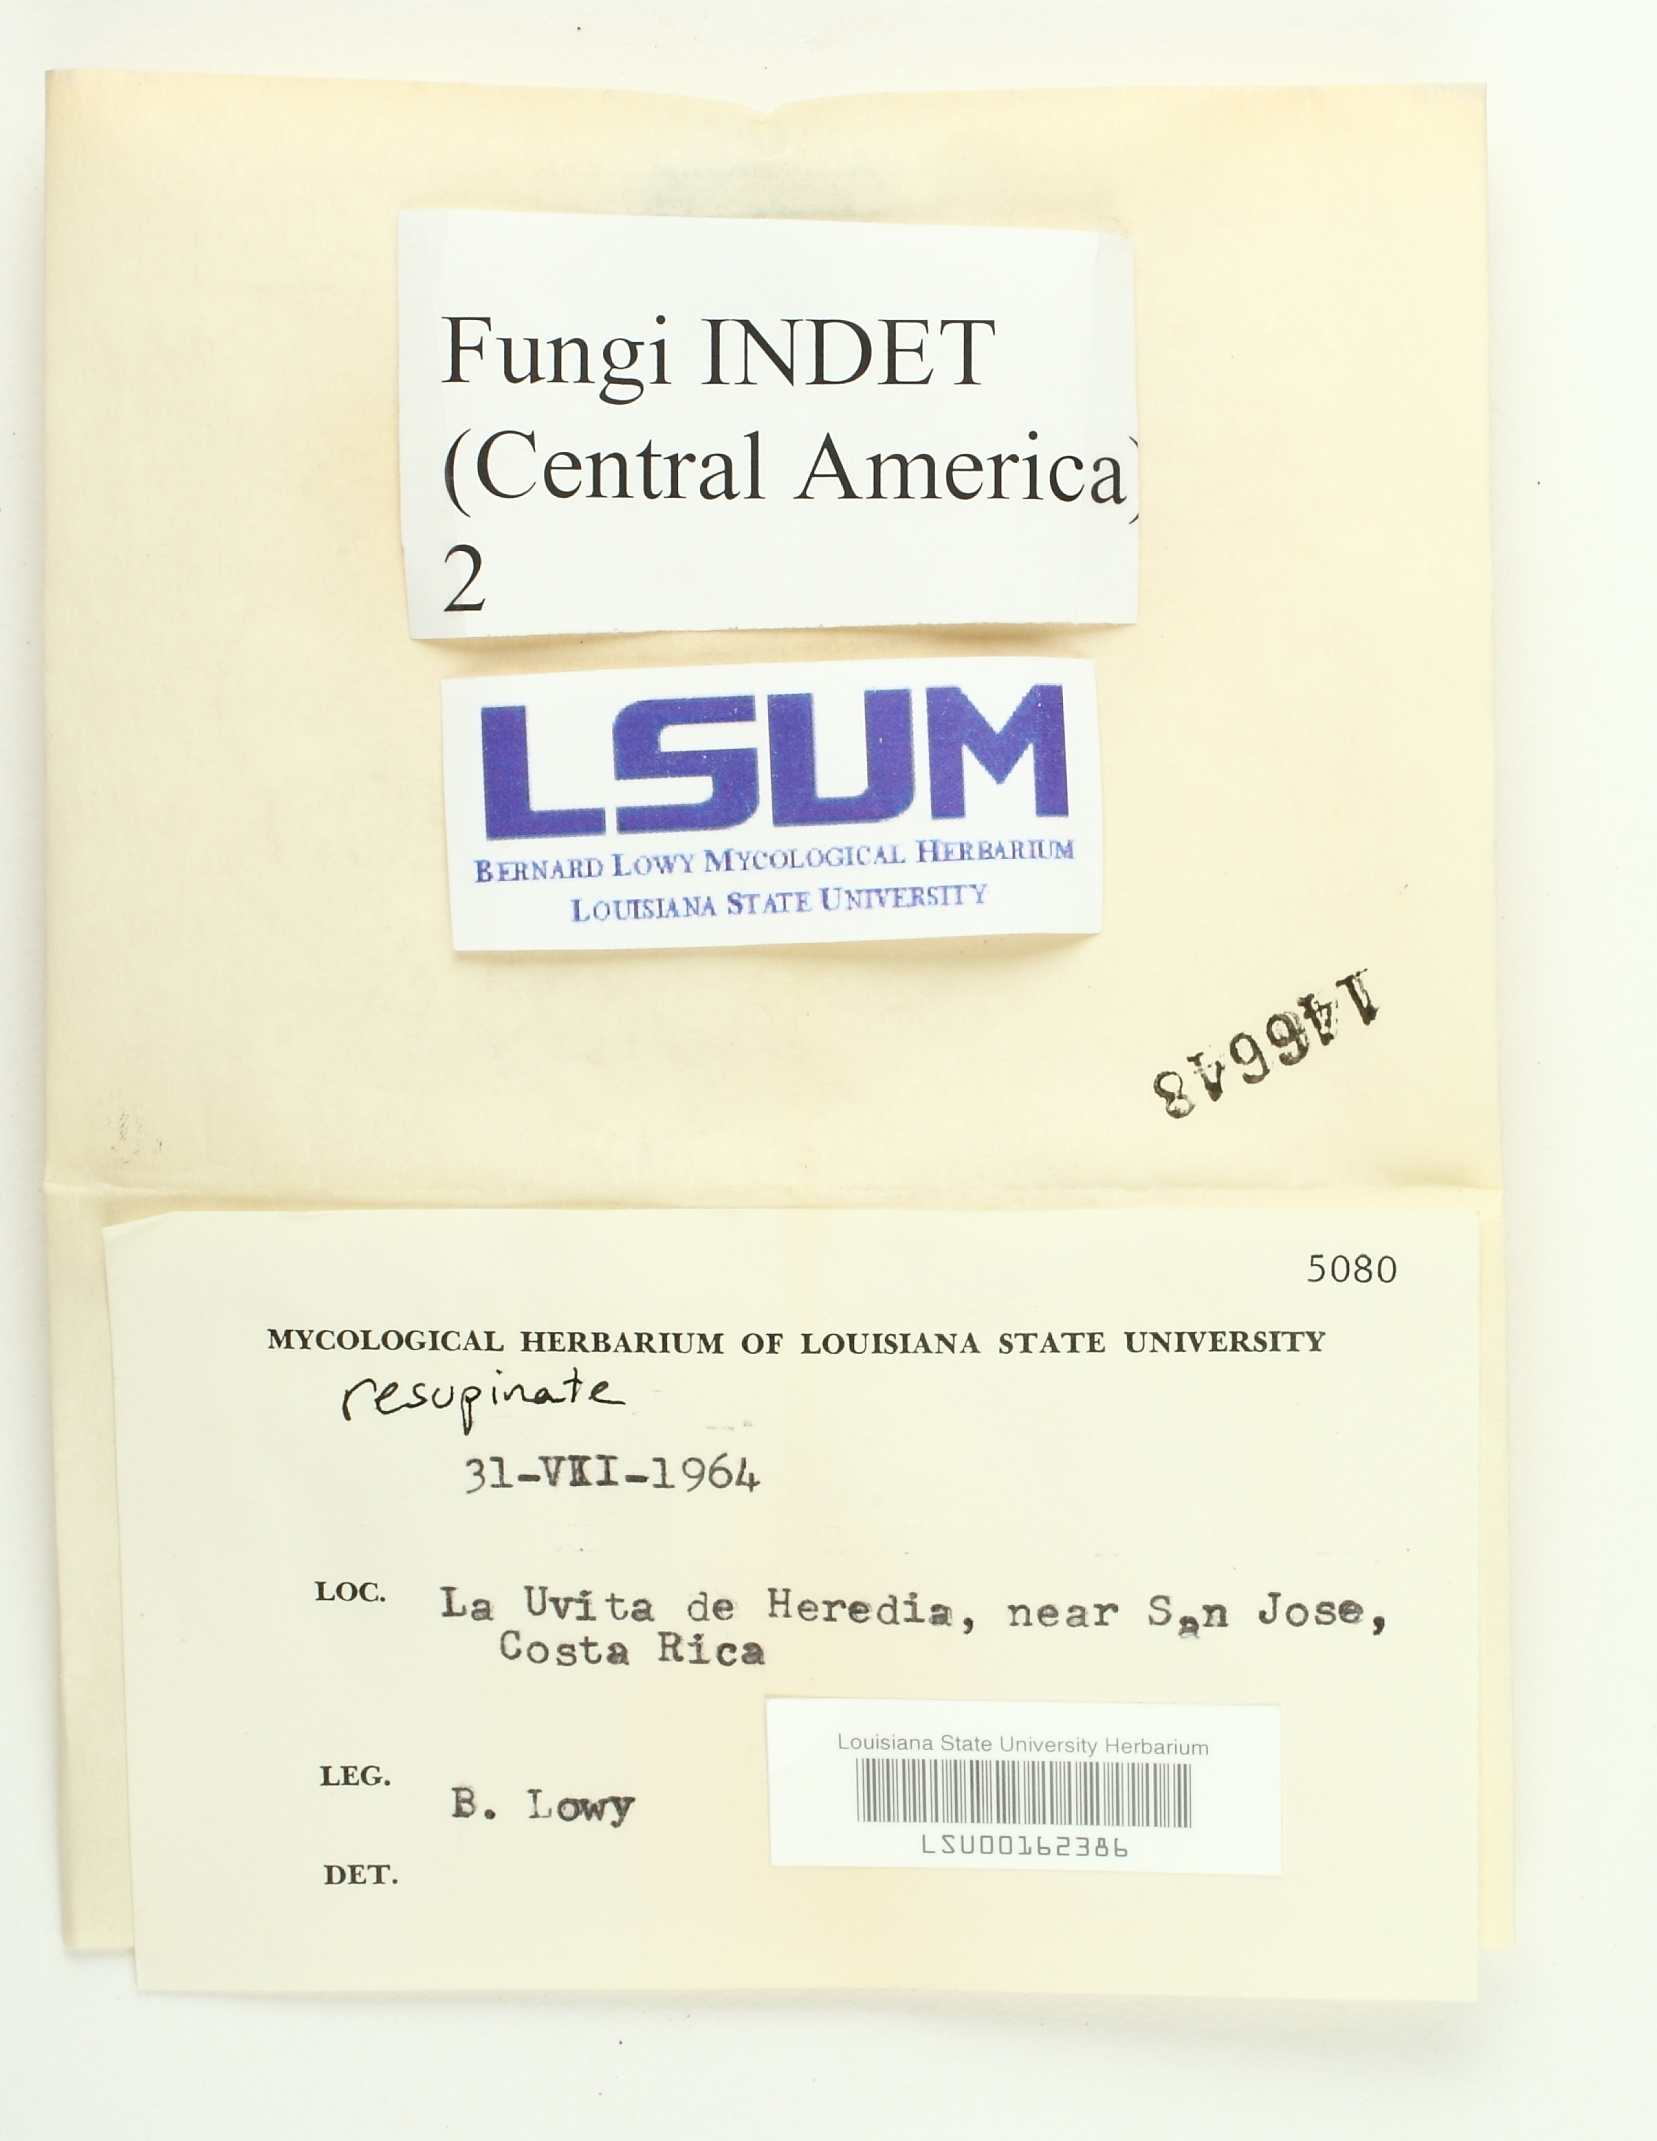 Fungi INDET
(Central America)
2
LSUM
BERNARD LOWY MYCOLOGICAL HERBARIUM
LOUISIANA STATE UNIVERSITY
146648
5080
MYCOLOGICAL HERBARIUM OF LOUISIANA STATE UNIVERSITY
resupinate
31-VII-1964
LOC. La Uvita de Heredia, near San Jose,
Costa Rica
Louisiana State University Herbarium
LSU00162386
LEG. B. Lowy
DET.